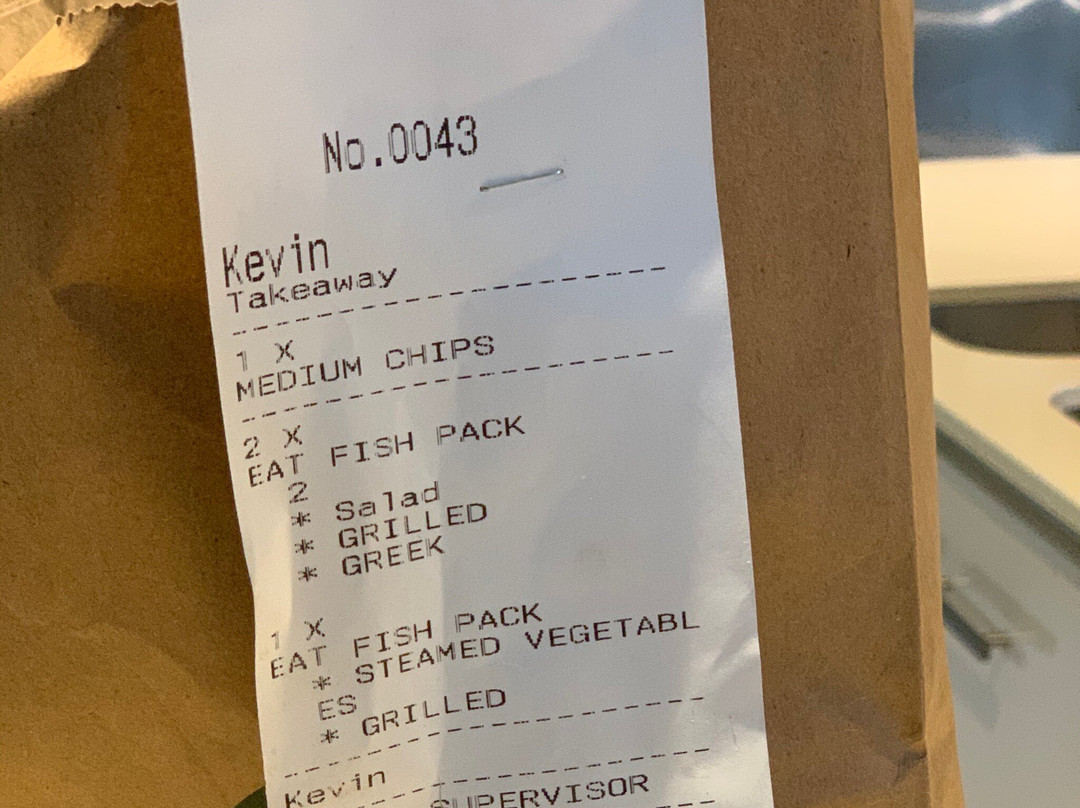 No.0043
Kevin
Takeaway
--------------------
1 X
MEDIUM CHIPS
--------------------
2 X
EAT FISH PACK
2
* Salad
* GRILLED
* GREEK
1 X
EAT FISH PACK
* STEAMED VEGETABL
ES
* GRILLED
--------------------
Kevin
SUPERVISOR